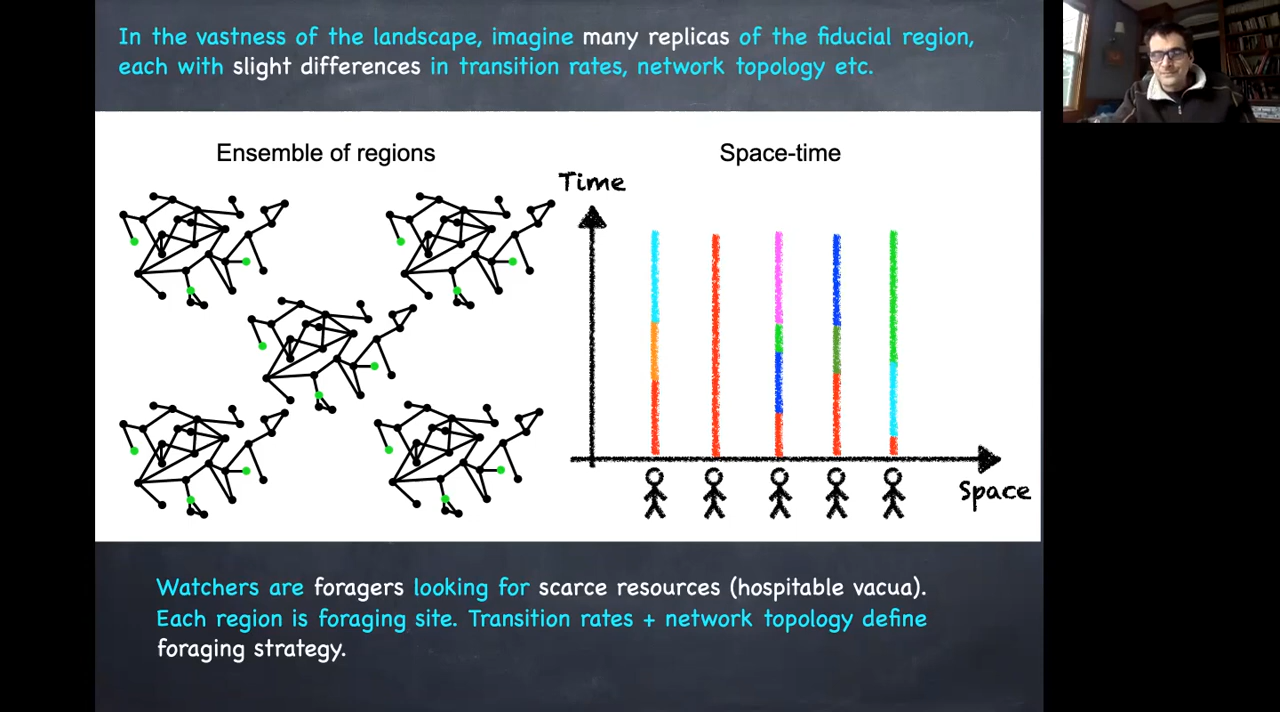 In the vastness of the landscape, imagine many replicas of the fiducial region,
each with slight differences in transition rates, network topology etc.
Ensemble of regions
Space-time
Time
Space
Watchers are foragers looking for scarce resources (hospitable vacua).
Each region is foraging site. Transition rates + network topology define
foraging strategy.